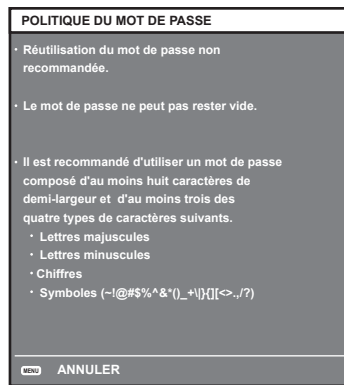 POLITIQUE DU MOT DE PASSE
· Réutilisation du mot de passe non
recommandée.
· Le mot de passe ne peut pas rester vide.
· Il est recommandé d'utiliser un mot de passe
composé d'au moins huit caractères de
demi-largeur et d'au moins trois des
quatre types de caractères suivants.
· Lettres majuscules
· Lettres minuscules
· Chiffres
· Symboles (~!@#$%^&*()_+\|}{][<>.,/?)
MENU ANNULER